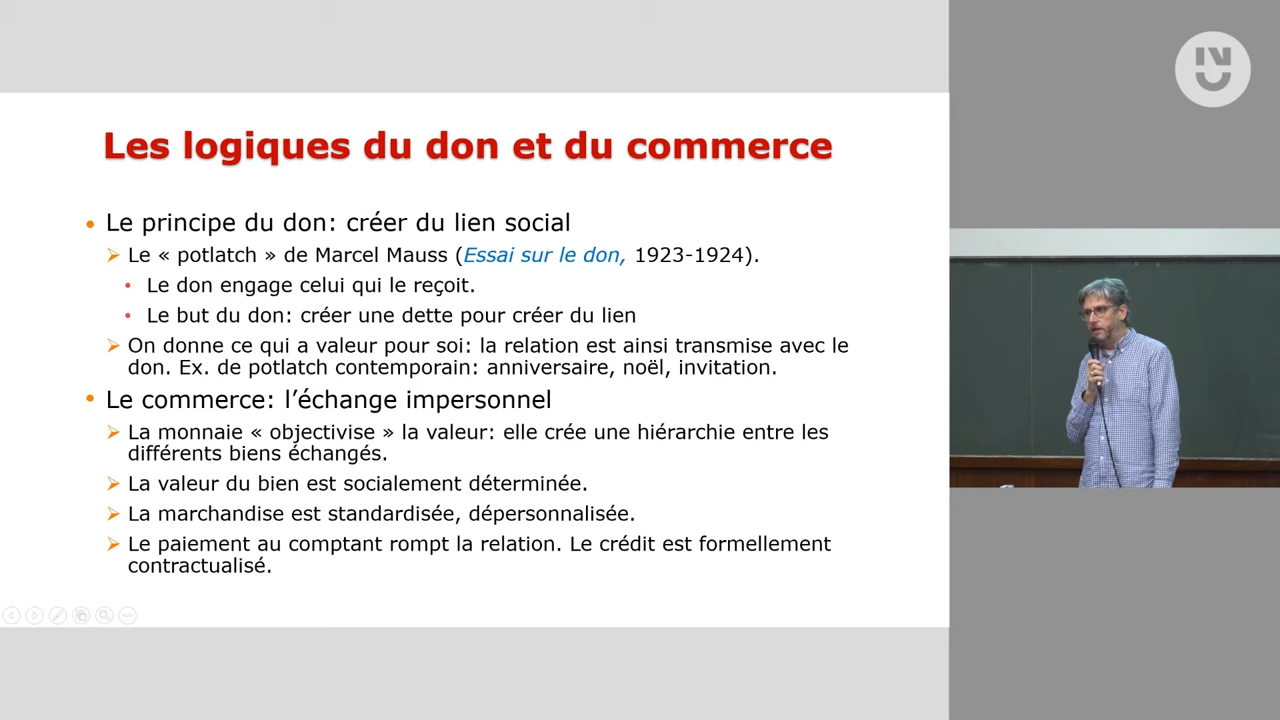 Les logiques du don et du commerce
Le principe du don: créer du lien social
Le « potlatch » de Marcel Mauss (Essai sur le don, 1923-1924).
Le don engage celui qui le reçoit.
Le but du don: créer une dette pour créer du lien
On donne ce qui a valeur pour soi: la relation est ainsi transmise avec le
don. Ex. de potlatch contemporain: anniversaire, noël, invitation.
Le commerce: l’échange impersonnel
La monnaie « objectivise » la valeur: elle crée une hiérarchie entre les
différents biens échangés.
La valeur du bien est socialement déterminée.
La marchandise est standardisée, dépersonnalisée.
Le paiement au comptant rompt la relation. Le crédit est formellement
contractualisé.